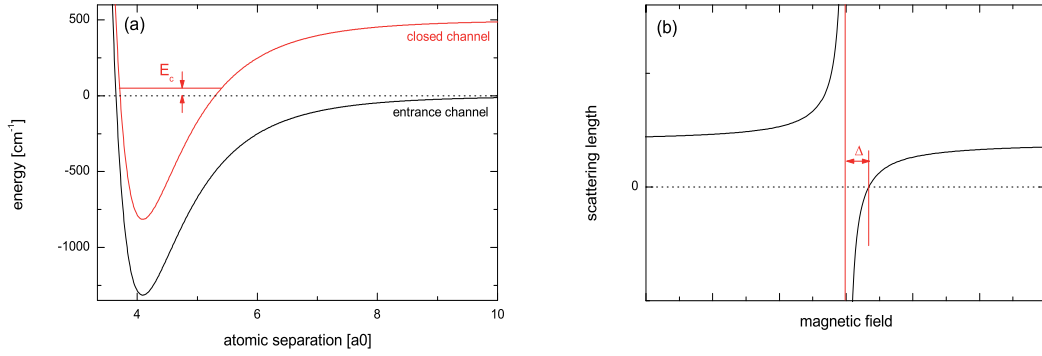 (a)
500
closed channel
E_c
0
entrance channel
-500
-1000
energy [cm⁻¹]
4
6
8
10
atomic separation [a0]
(b)
Δ
0
scattering length
magnetic field